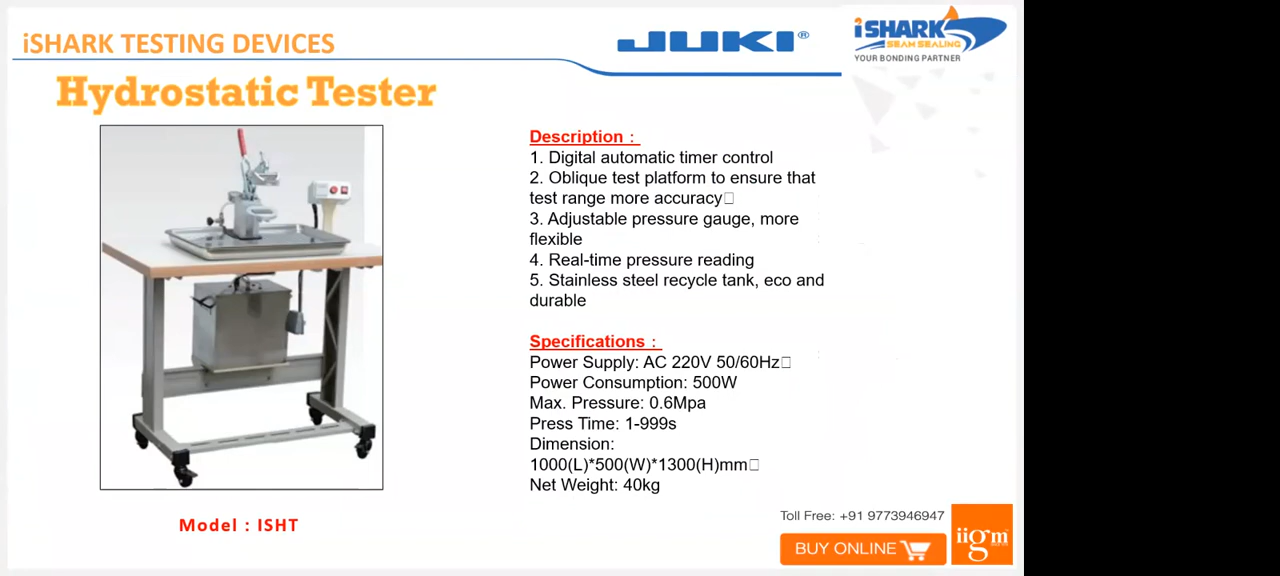 iSHARK TESTING DEVICES
JUKI®
iSHARK
SEAM SEALING
YOUR BONDING PARTNER
Hydrostatic Tester
Description :
1. Digital automatic timer control
2. Oblique test platform to ensure that
test range more accuracy□
3. Adjustable pressure gauge, more
flexible
4. Real-time pressure reading
5. Stainless steel recycle tank, eco and
durable
Specifications :
Power Supply: AC 220V 50/60Hz□
Power Consumption: 500W
Max. Pressure: 0.6Mpa
Press Time: 1-999s
Dimension:
1000(L)*500(W)*1300(H)mm□
Net Weight: 40kg
Model : ISHT
Toll Free: +91 9773946947
BUY ONLINE
iigm